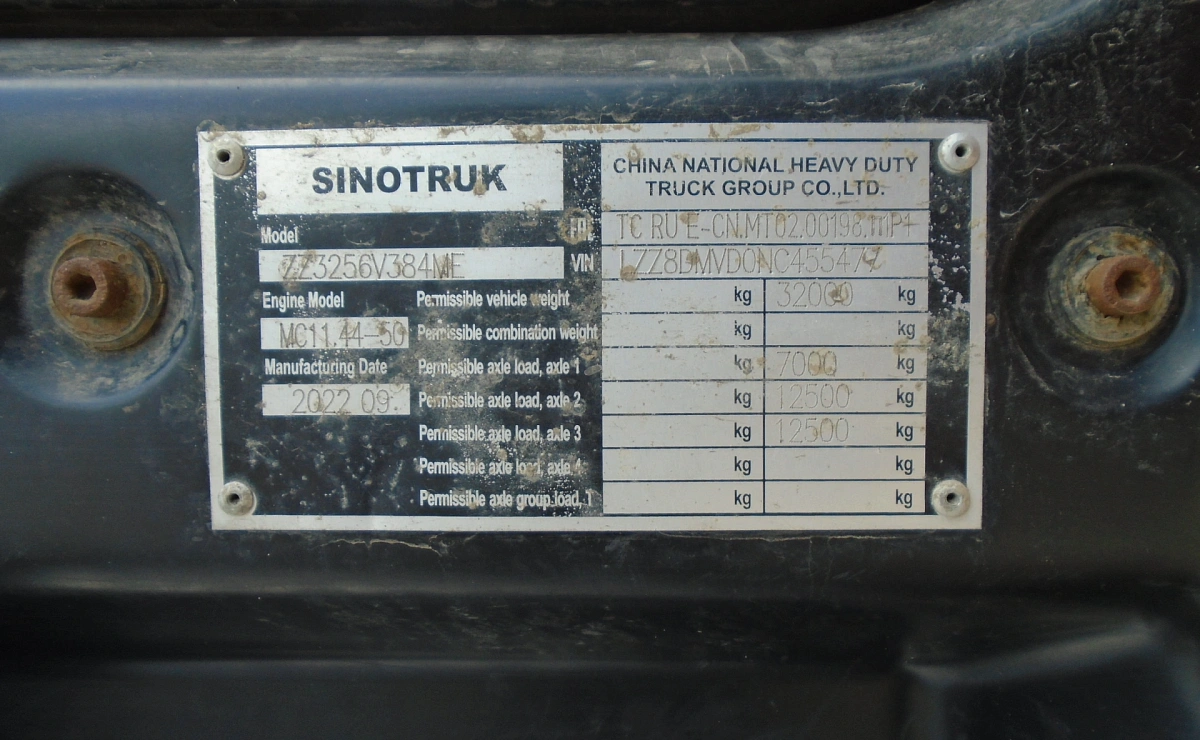 SINOTRUK
CHINA NATIONAL HEAVY DUTY
TRUCK GROUP CO.,LTD.
TC RU E-CN.MT02.00198.П1P1
Model
ZZ3256V384ME
VIN LZZ8DMVD0NC455477
Engine Model
MC11.44-50
Manufacturing Date
2022 09
Permissible vehicle weight kg 32000 kg
Permissible combination weight kg kg
Permissible axle load, axle 1 kg 7000 kg
Permissible axle load, axle 2 kg 12500 kg
Permissible axle load, axle 3 kg 12500 kg
Permissible axle load, axle 4 kg kg
Permissible axle group load, 1 kg kg